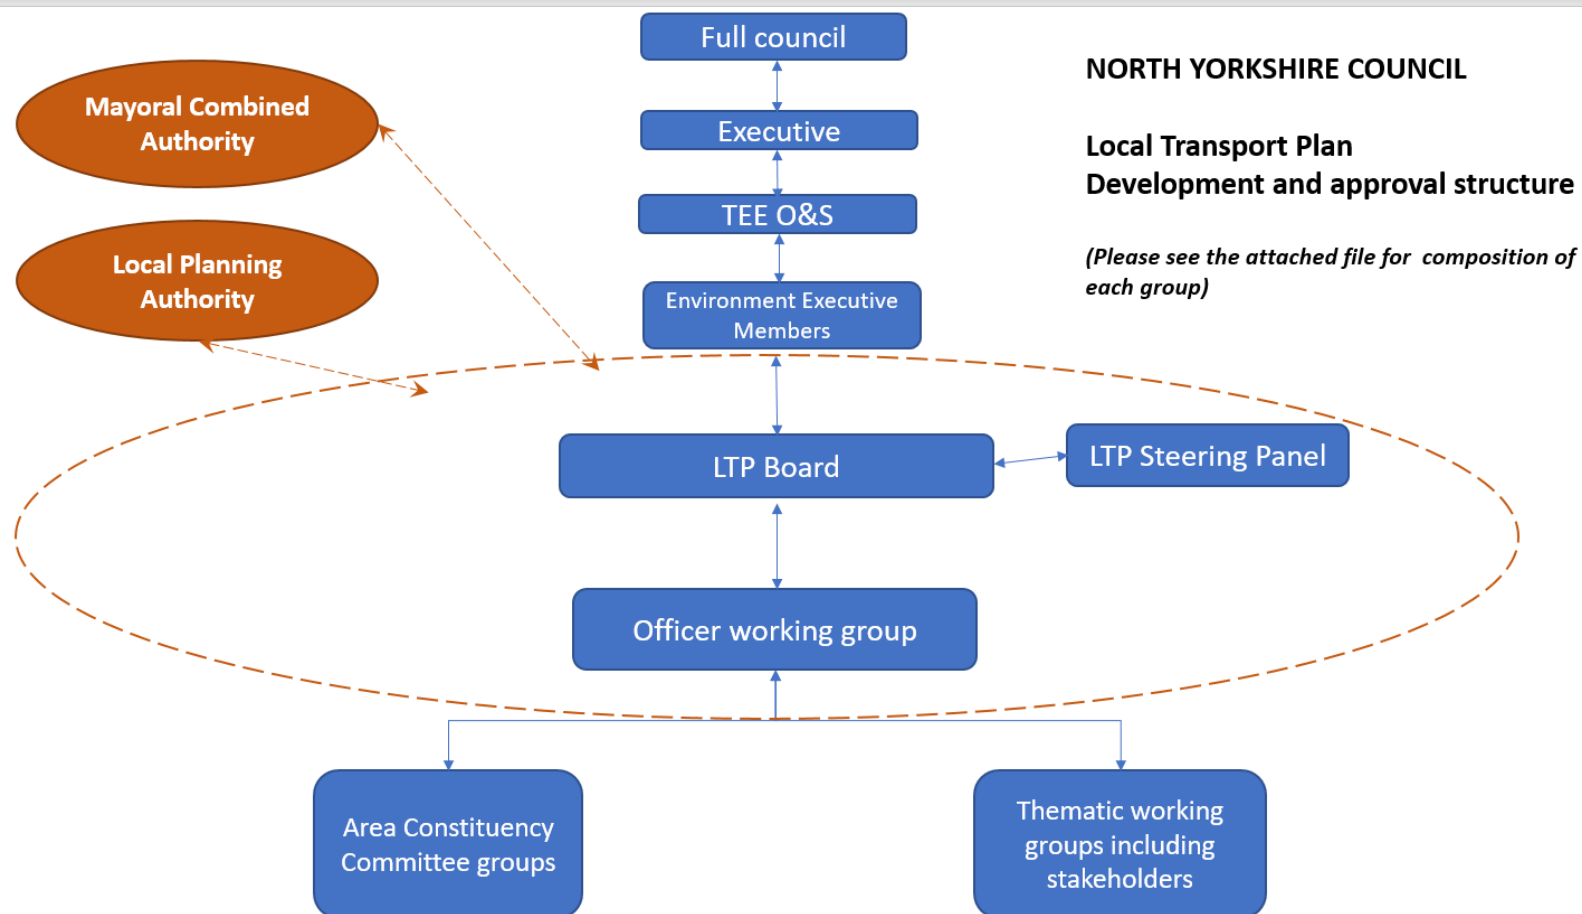 Full council
NORTH YORKSHIRE COUNCIL
Mayoral Combined
Authority
Executive
Local Transport Plan
Development and approval structure
TEE O&S
(Please see the attached file for composition of
each group)
Local Planning
Authority
Environment Executive
Members
LTP Board
LTP Steering Panel
Officer working group
Area Constituency
Committee groups
Thematic working
groups including
stakeholders